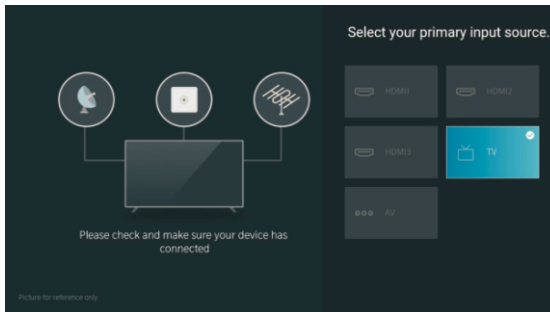 Select your primary input source.
HDMI1
HDMI2
HDMI3
TV
AV
Please check and make sure your device has
connected
Picture for reference only